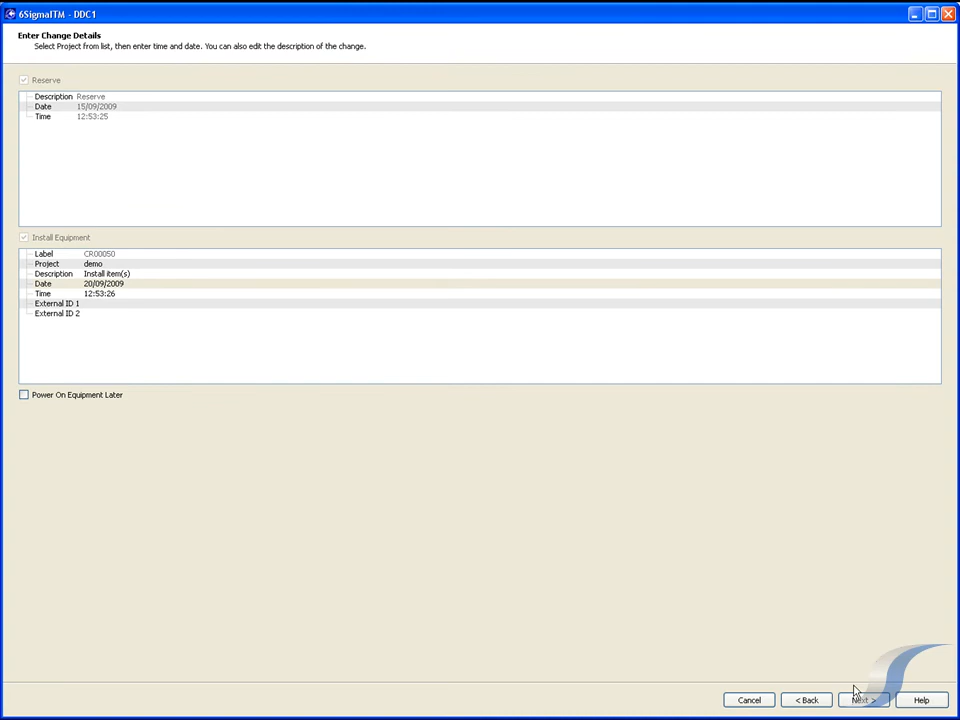 6SigmaITM - DDC1
Enter Change Details
Select Project from list, then enter time and date. You can also edit the description of the change.
Reserve
Description Reserve
Date 15/09/2009
Time 12:53:25
Install Equipment
Label CR00050
Project demo
Description Install item(s)
Date 20/09/2009
Time 12:53:26
External ID 1
External ID 2
Power On Equipment Later
Cancel < Back Next > Help